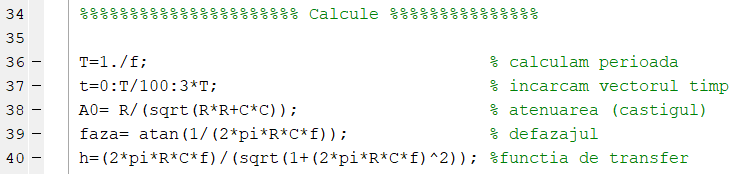 34 %%%%%%%%%%%%%%%%%%%%%% Calcule %%%%%%%%%%%%%%%
35
36 – T=1./f; % calculam perioada
37 – t=0:T/100:3*T; % incarcam vectorul timp
38 – A0= R/(sqrt(R*R+C*C)); % atenuarea (castigul)
39 – faza= atan(1/(2*pi*R*C*f)); % defazajul
40 – h=(2*pi*R*C*f)/(sqrt(1+(2*pi*R*C*f)^2)); %functia de transfer